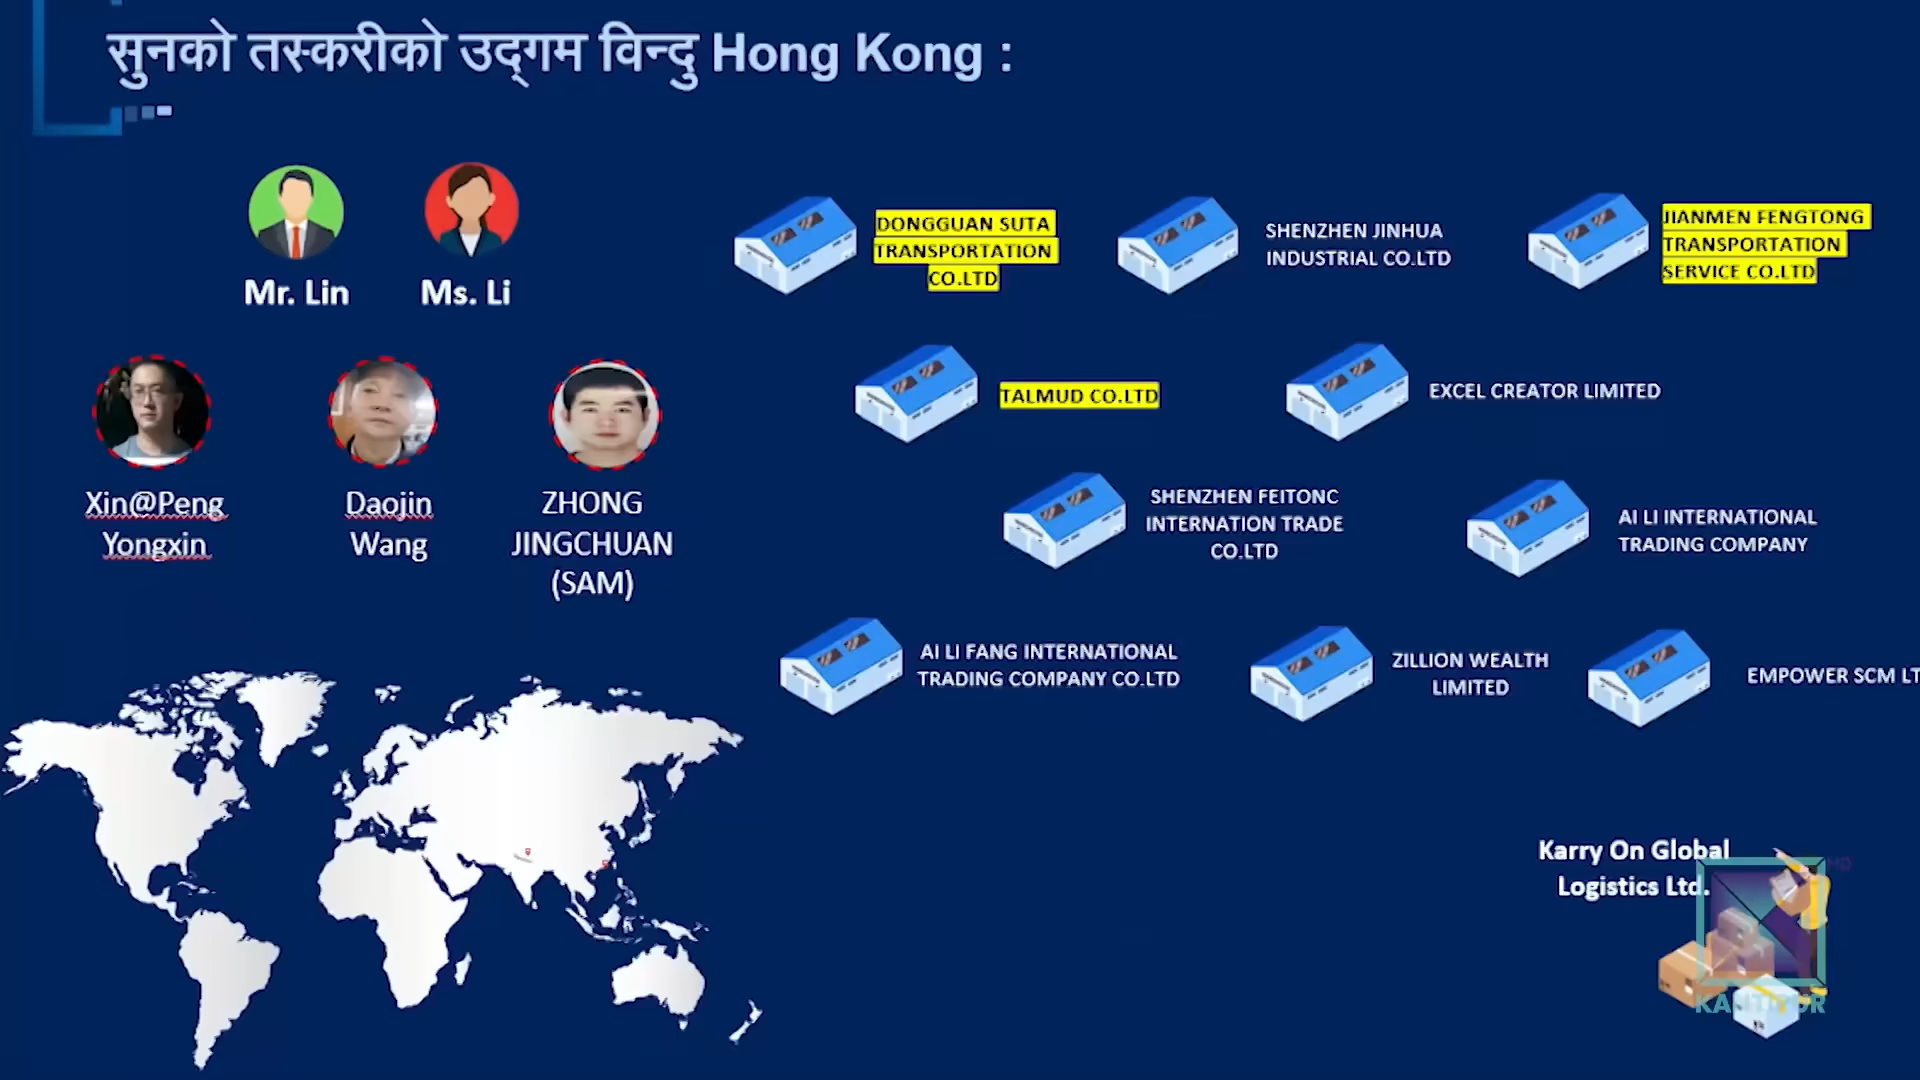 सुनको तस्करीको उद्गम विन्दु Hong Kong :
Mr. Lin
Ms. Li
Xin@Peng
Yongxin
Daojin
Wang
ZHONG
JINGCHUAN
(SAM)
DONGGUAN SUTA
TRANSPORTATION
CO.LTD
SHENZHEN JINHUA
INDUSTRIAL CO.LTD
JIANMEN FENGTONG
TRANSPORTATION
SERVICE CO.LTD
TALMUD CO.LTD
EXCEL CREATOR LIMITED
SHENZHEN FEITONC
INTERNATION TRADE
CO.LTD
AI LI INTERNATIONAL
TRADING COMPANY
AI LI FANG INTERNATIONAL
TRADING COMPANY CO.LTD
ZILLION WEALTH
LIMITED
EMPOWER SCM LT
Karry On Global
Logistics Ltd.
HD
KANTIPUR